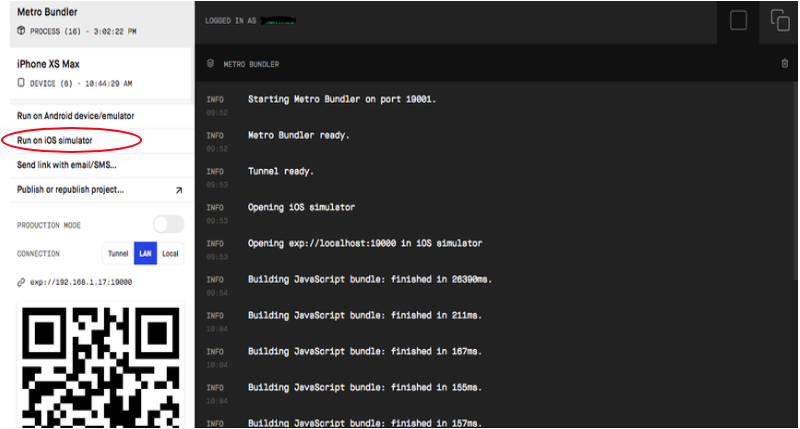 Metro Bundler
PROCESS (16) - 3:02:22 PM
iPhone XS Max
DEVICE (6) - 10:44:29 AM
Run on Android device/emulator
Run on iOS simulator
Send link with email/SMS...
Publish or republish project...
PRODUCTION MODE
CONNECTION Tunnel LAN Local
exp://192.168.1.17:19000
LOGGED IN AS
METRO BUNDLER
INFO Starting Metro Bundler on port 19001.
09:52
INFO Metro Bundler ready.
09:52
INFO Tunnel ready.
09:53
INFO Opening iOS simulator
09:53
INFO Opening exp://localhost:19000 in iOS simulator
09:53
INFO Building JavaScript bundle: finished in 26390ms.
09:54
INFO Building JavaScript bundle: finished in 211ms.
10:04
INFO Building JavaScript bundle: finished in 167ms.
10:04
INFO Building JavaScript bundle: finished in 155ms.
10:04
INFO Building JavaScript bundle: finished in 157ms.